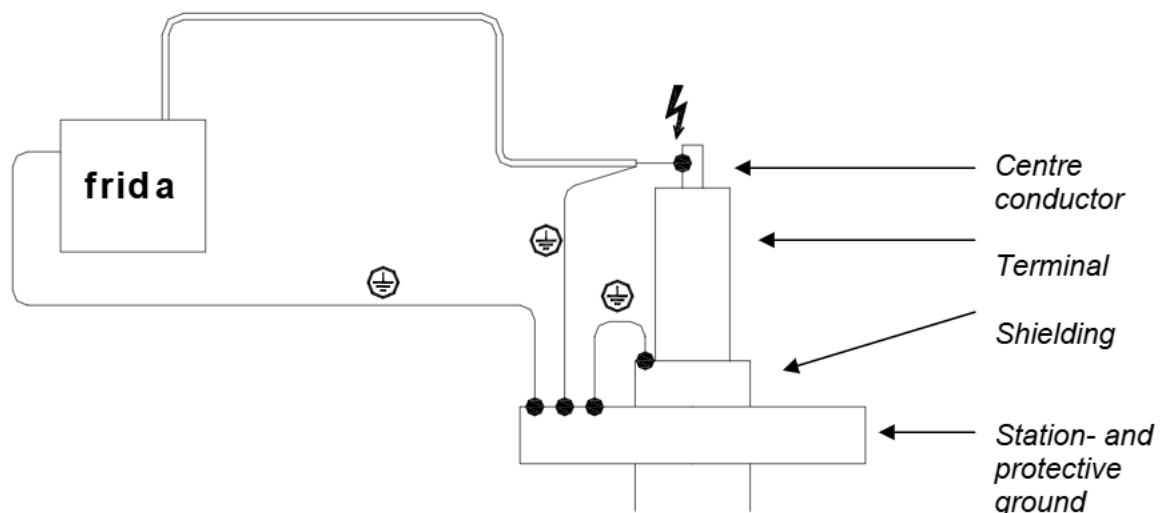 frida
Centre
conductor
Terminal
Shielding
Station- and
protective
ground